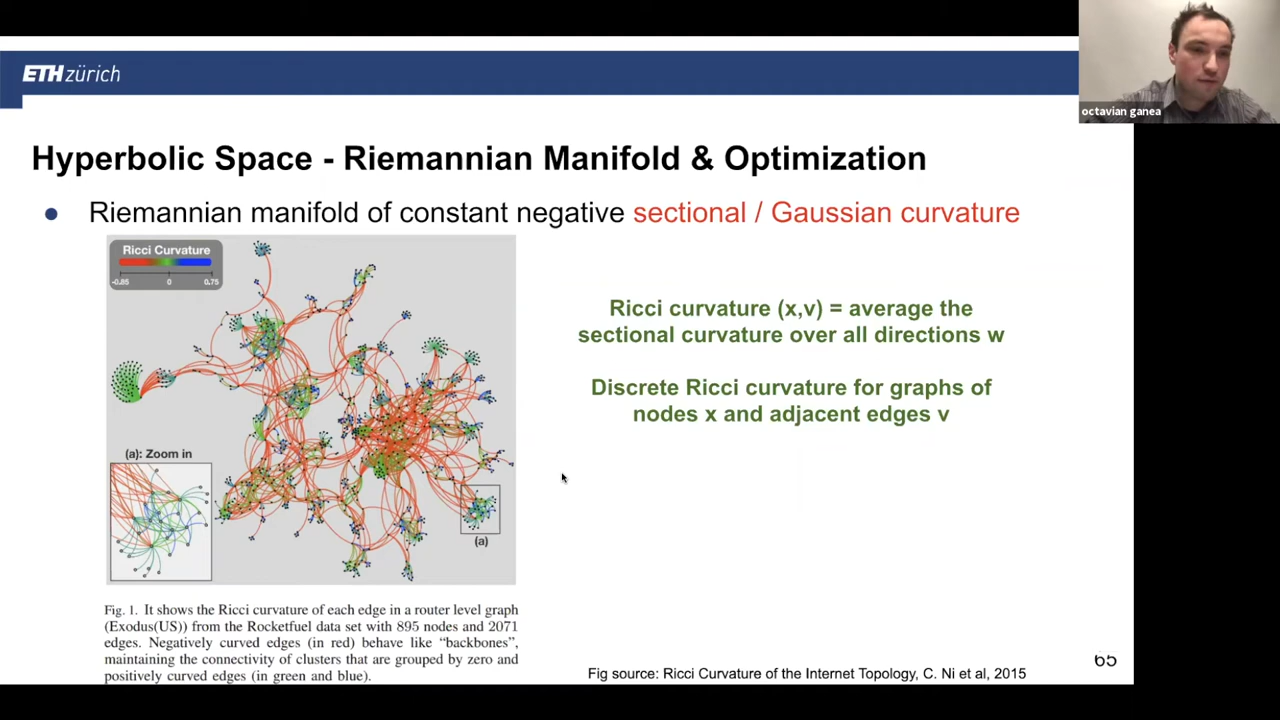 octavian ganea
ETH zürich
Hyperbolic Space - Riemannian Manifold & Optimization
● Riemannian manifold of constant negative sectional / Gaussian curvature
Ricci Curvature
-0.85 0 0.75
(a): Zoom in
(a)
Ricci curvature (x,v) = average the
sectional curvature over all directions w
Discrete Ricci curvature for graphs of
nodes x and adjacent edges v
Fig. 1. It shows the Ricci curvature of each edge in a router level graph
(Exodus(US)) from the Rocketfuel data set with 895 nodes and 2071
edges. Negatively curved edges (in red) behave like “backbones”,
maintaining the connectivity of clusters that are grouped by zero and
positively curved edges (in green and blue).
Fig source: Ricci Curvature of the Internet Topology, C. Ni et al, 2015
65